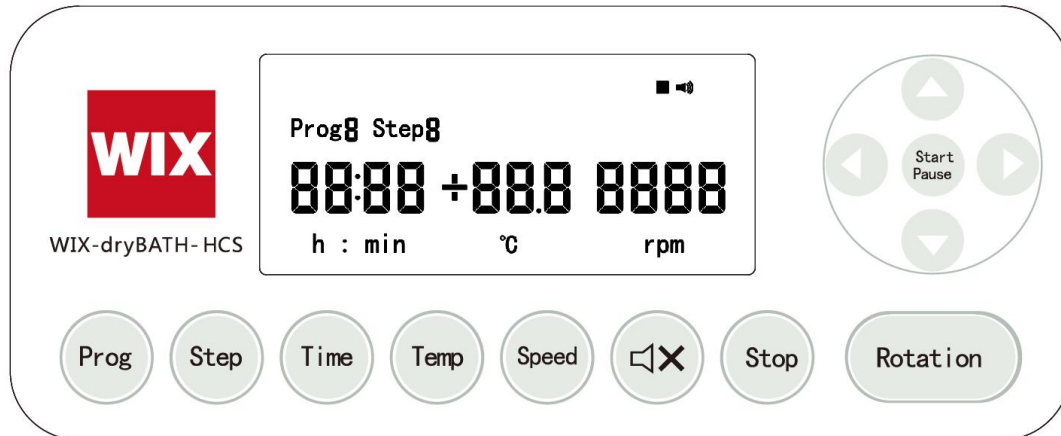 WIX
WIX-dryBATH-HCS
Prog8 Step8
88:88 ÷88.8 8888
h : min ℃ rpm
Start
Pause
Prog Step Time Temp Speed Stop Rotation